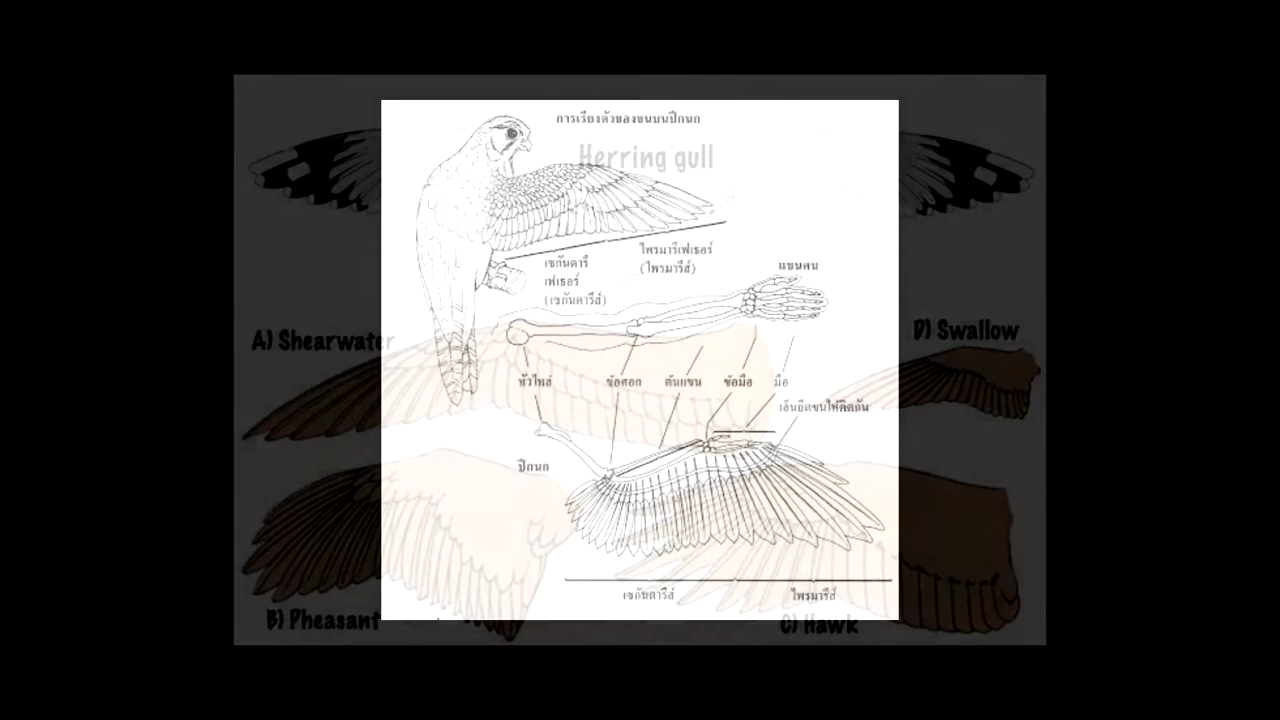 การเรียงตัวของขนบนปีกนก
Herring gull
ไพรมารีเฟเธอร์
(ไพรมารีส์)
เซกันดารี
เฟเธอร์
(เซกันดารีส์)
แขนคน
A) Shearwater
D) Swallow
หัวไหล่
ข้อศอก
ต้นแขน
ข้อมือ
มือ
เอ็นยึดขนให้ติดกัน
ปีกนก
เซกันดารีส์
ไพรมารีส์
B) Pheasant
C) Hawk